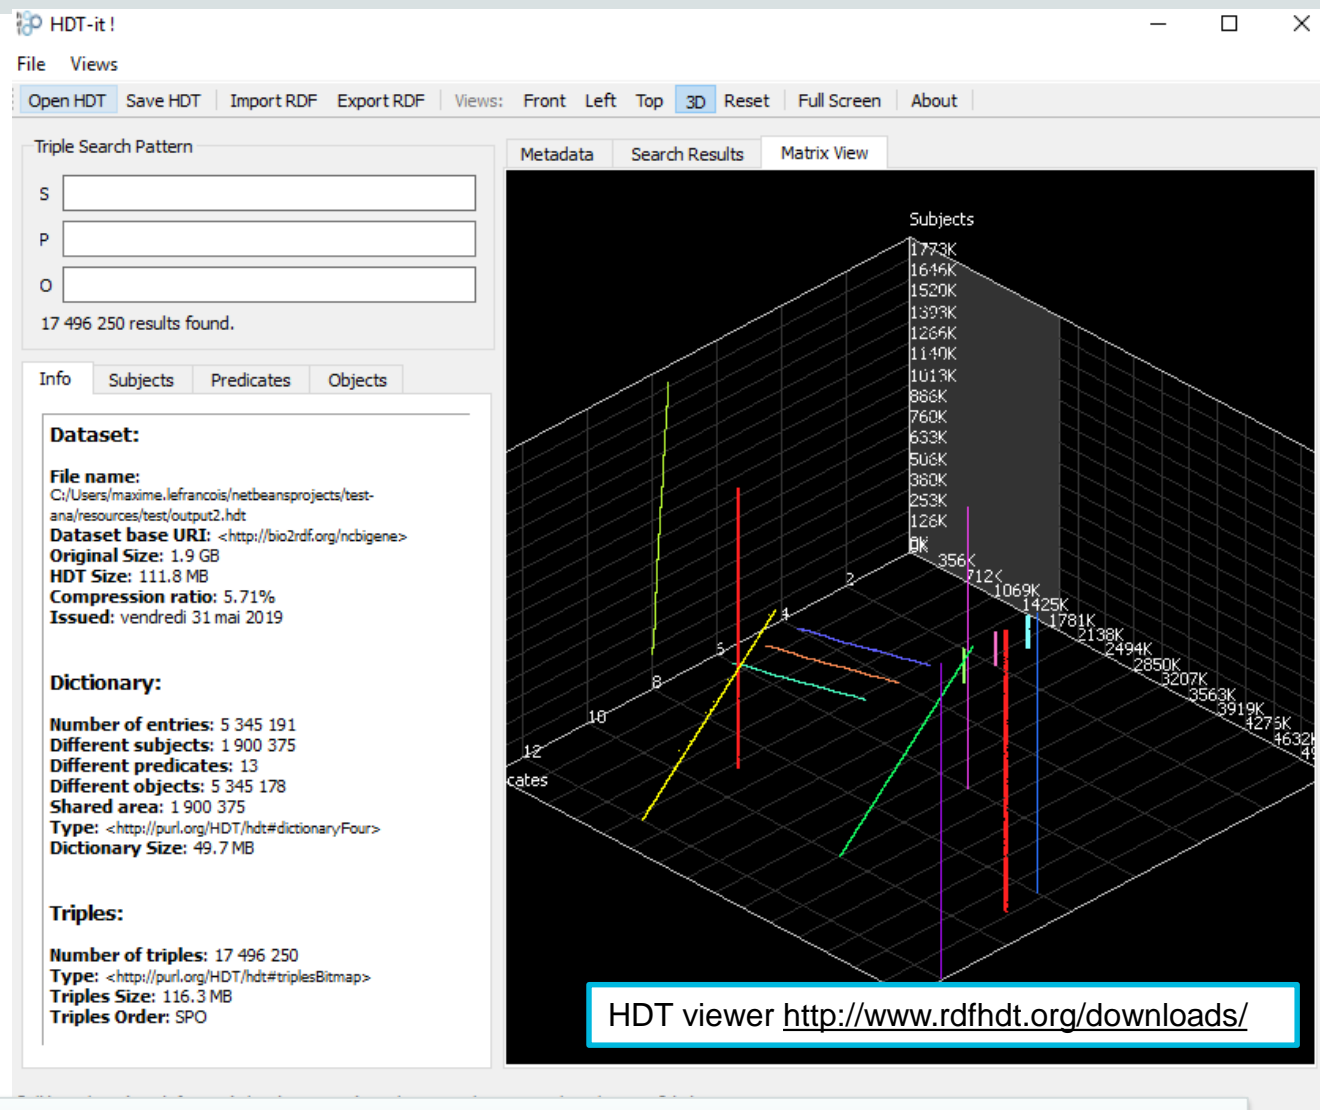 HDT-it !
File Views
Open HDT Save HDT Import RDF Export RDF Views: Front Left Top 3D Reset Full Screen About
Triple Search Pattern
S
P
O
17 496 250 results found.
Info Subjects Predicates Objects
Dataset:
File name:
C:/Users/maxime.lefrancois/netbeansprojects/test-
ana/resources/test/output2.hdt
Dataset base URI: <http://bio2rdf.org/ncbigene>
Original Size: 1.9 GB
HDT Size: 111.8 MB
Compression ratio: 5.71%
Issued: vendredi 31 mai 2019
Dictionary:
Number of entries: 5 345 191
Different subjects: 1 900 375
Different predicates: 13
Different objects: 5 345 178
Shared area: 1 900 375
Type: <http://purl.org/HDT/hdt#dictionaryFour>
Dictionary Size: 49.7 MB
Triples:
Number of triples: 17 496 250
Type: <http://purl.org/HDT/hdt#triplesBitmap>
Triples Size: 116.3 MB
Triples Order: SPO
Metadata Search Results Matrix View
Subjects
1773K
1646K
1520K
1393K
1266K
1140K
1013K
886K
760K
633K
506K
380K
253K
126K
0K
356K
712K
1069K
1425K
1781K
2138K
2494K
2850K
3207K
3563K
3919K
4276K
4632K
2
4
6
8
10
12
cates
HDT viewer http://www.rdfhdt.org/downloads/